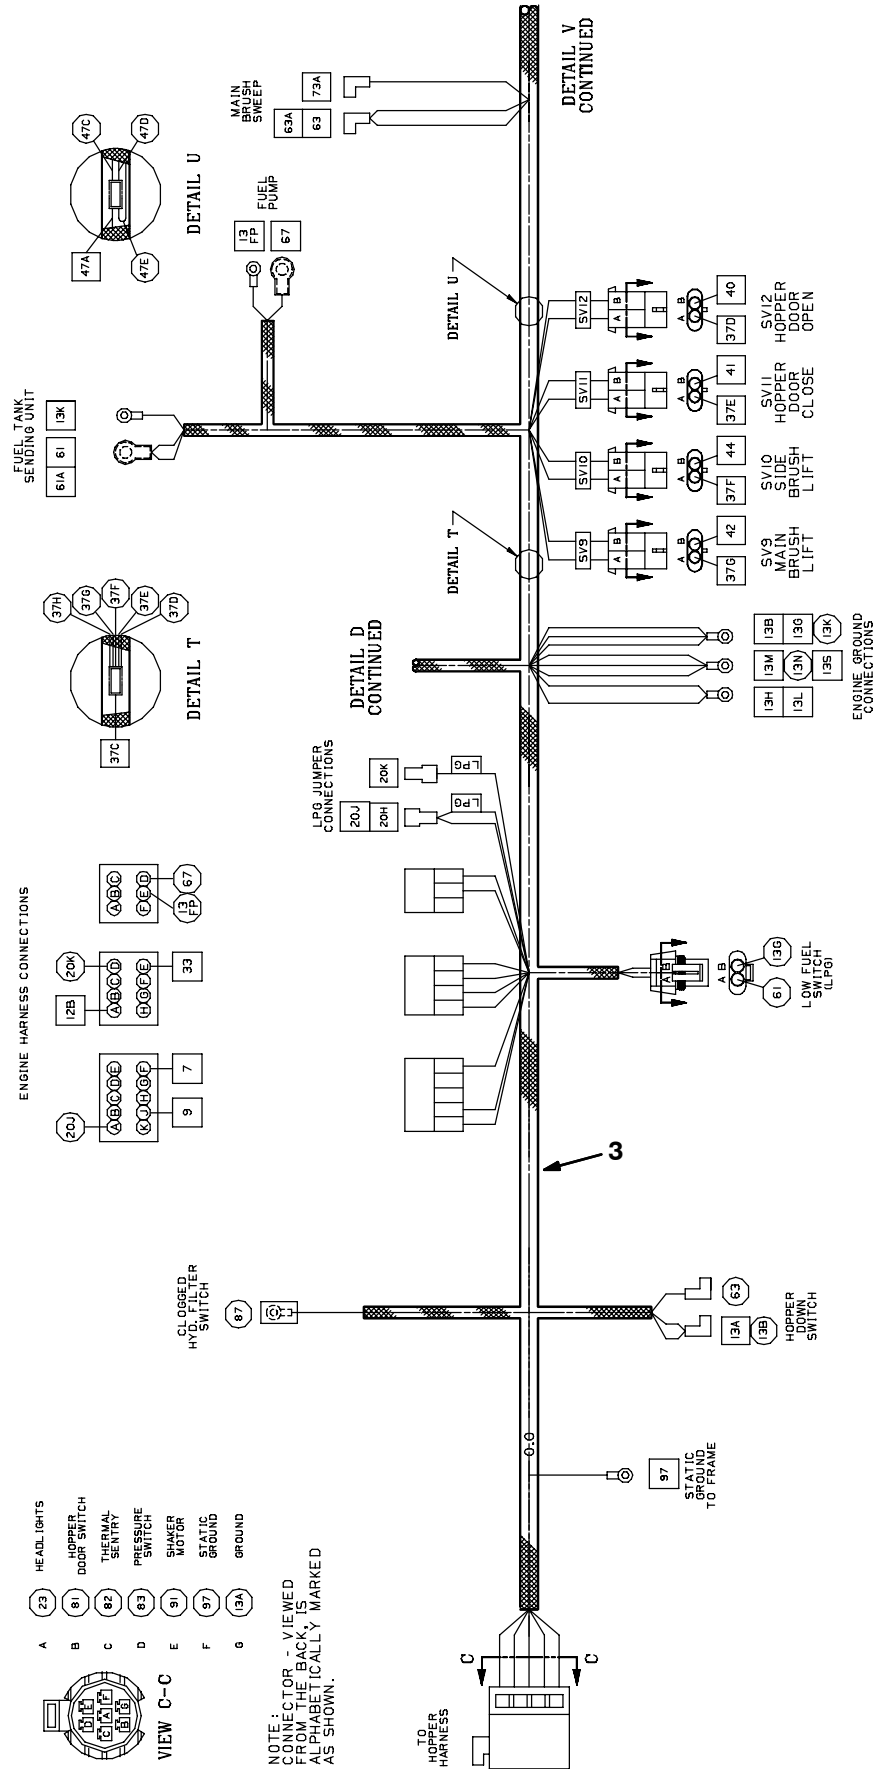 TO
HOPPER
HARNESS
C
C
VIEW C-C
D
E
C
A
F
B
G
NOTE:
CONNECTOR - VIEWED
FROM THE BACK, IS
ALPHABETICALLY MARKED
AS SHOWN.
A 23 HEADLIGHTS
B 81 HOPPER
DOOR SWITCH
C 82 THERMAL
SENTRY
D 83 PRESSURE
SWITCH
E 91 SHAKER
MOTOR
F 97 STATIC
GROUND
G 13A GROUND
0.0
97
STATIC
GROUND
TO FRAME
CLOGGED
HYD. FILTER
SWITCH
87
63
13A
13B
HOPPER
DOWN
SWITCH
3
ENGINE HARNESS CONNECTIONS
20J
A B C D E
K J H G F
9
7
12B
20K
A B C D
H G F E
33
A B C
F E D
13
FP
67
A B
61
13G
LOW FUEL
SWITCH
(LPG)
LPG JUMPER
CONNECTIONS
20J
20H
20K
LPG
LPG
DETAIL D
CONTINUED
13H
13L
13M
13N
13S
13B
13G
13K
ENGINE GROUND
CONNECTIONS
37H
37G
37F
37E
37D
37C
DETAIL T
DETAIL T
FUEL TANK
SENDING UNIT
61A
61
13K
13
FP
67
FUEL
PUMP
47C
47D
47A
47E
DETAIL U
DETAIL U
SV9
A B
A B
37G
42
SV9
MAIN
BRUSH
LIFT
SV10
A B
A B
37F
44
SV10
SIDE
BRUSH
LIFT
SV11
A B
A B
37E
41
SV11
HOPPER
DOOR
CLOSE
SV12
A B
A B
37D
40
SV12
HOPPER
DOOR
OPEN
MAIN
BRUSH
SWEEP
63A
63
73A
DETAIL V
CONTINUED